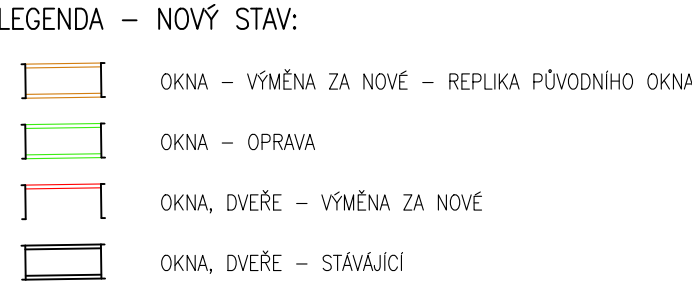 LEGENDA – NOVÝ STAV:
OKNA – VÝMĚNA ZA NOVÉ – REPLIKA PŮVODNÍHO OKNA
OKNA – OPRAVA
OKNA, DVEŘE – VÝMĚNA ZA NOVÉ
OKNA, DVEŘE – STÁVÁJÍCÍ